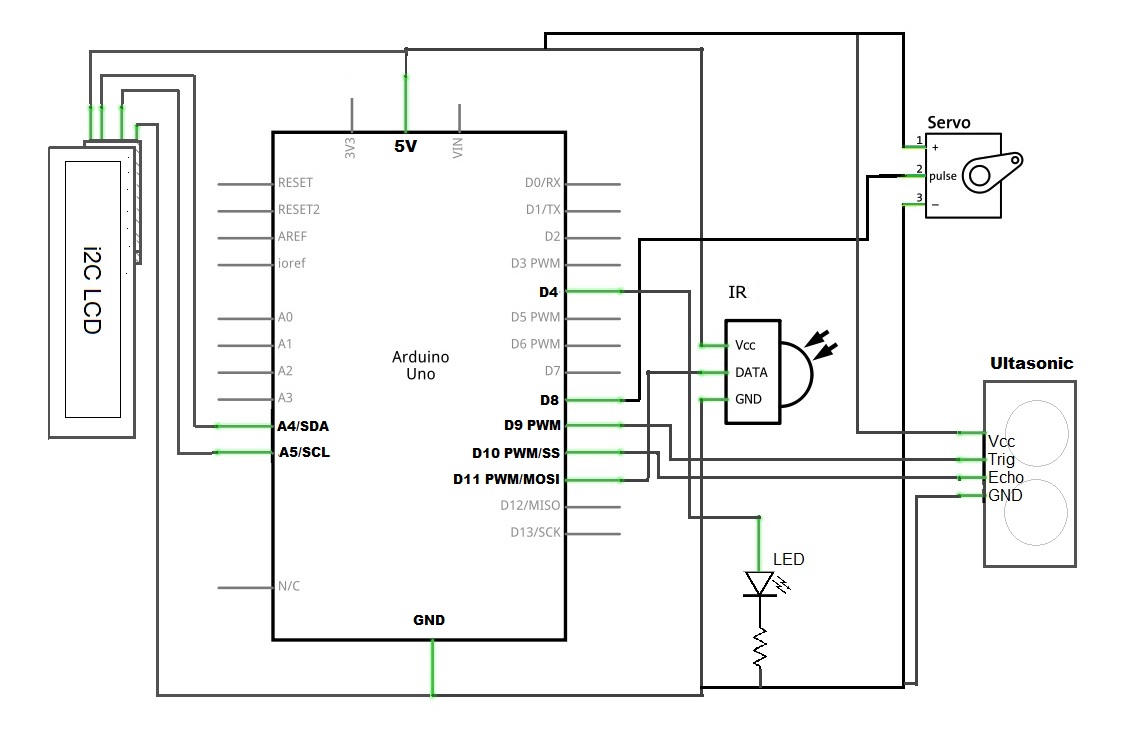 Servo
1
+
2
pulse
3
−
5V
3V3
VIN
RESET
RESET2
AREF
ioref
A0
A1
A2
A3
A4/SDA
A5/SCL
N/C
D0/RX
D1/TX
D2
D3 PWM
D4
D5 PWM
D6 PWM
D7
D8
D9 PWM
D10 PWM/SS
D11 PWM/MOSI
D12/MISO
D13/SCK
Arduino
Uno
GND
i2C LCD
IR
Vcc
DATA
GND
Ultasonic
Vcc
Trig
Echo
GND
LED